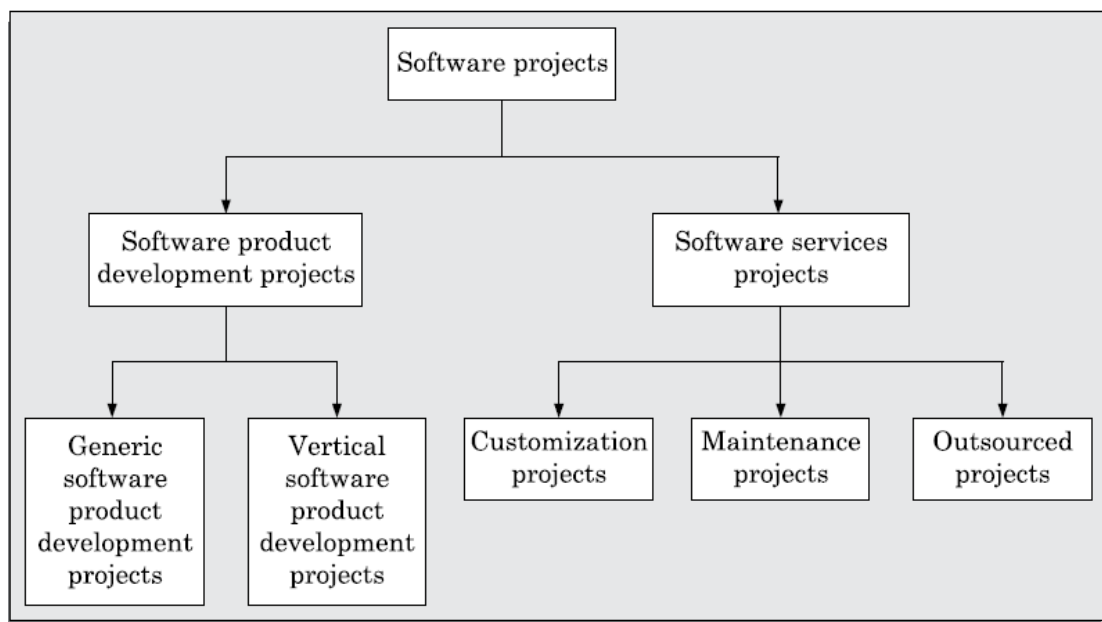 Software projects
Software product
development projects
Software services
projects
Generic
software
product
development
projects
Vertical
software
product
development
projects
Customization
projects
Maintenance
projects
Outsourced
projects